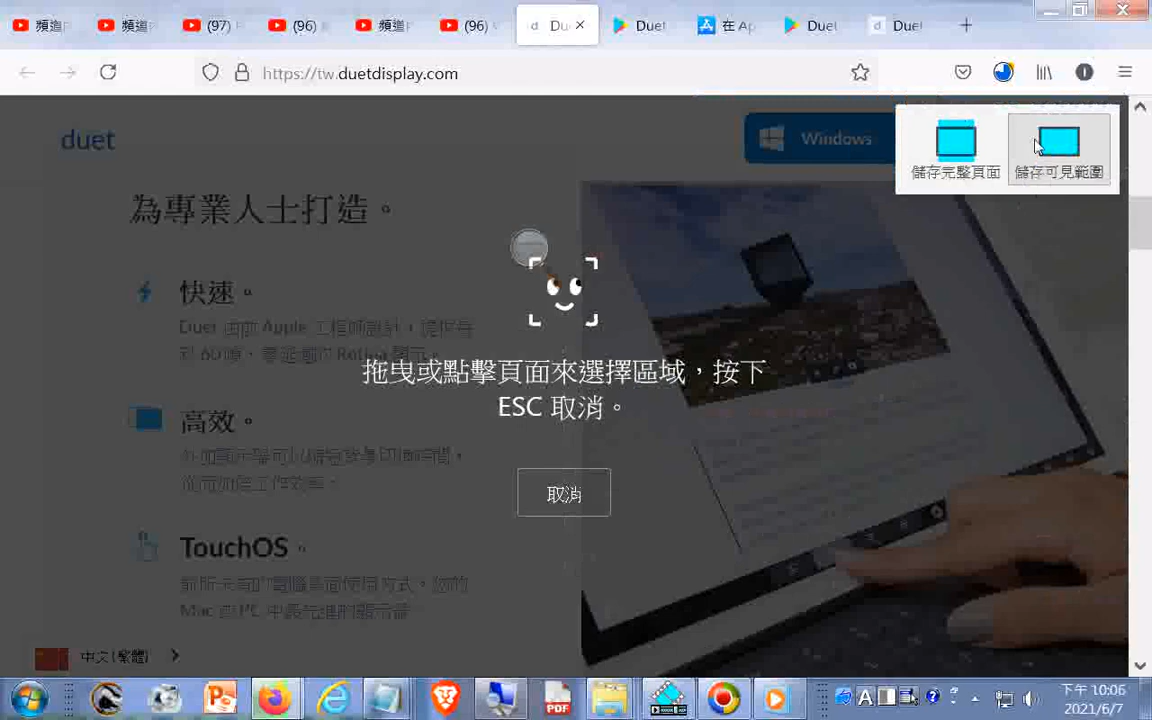 頻道
頻道
(97)
(96)
頻道
(96)
Du
Duet
在 Ap
Duet
Duet
https://tw.duetdisplay.com
duet
Windows
儲存完整頁面
儲存可見範圍
為專業人士打造。
快速。
拖曳或點擊頁面來選擇區域，按下
ESC 取消。
高效。
取消
TouchOS。
中文(繁體)
下午 10:06
2021/6/7